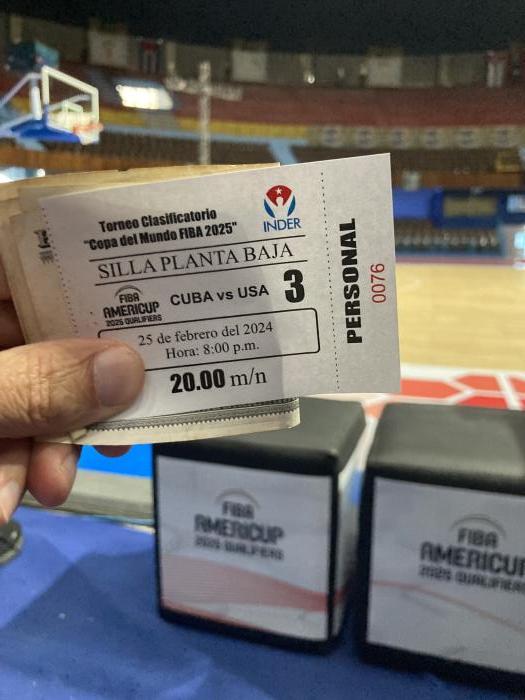 Torneo Clasificatorio
"Copa del Mundo FIBA 2025"
INDER
SILLA PLANTA BAJA
FIBA
AMERICUP
2025 QUALIFIERS
CUBA vs USA
3
25 de febrero del 2024
Hora: 8:00 p.m.
20.00 m/n
PERSONAL
0076
FIBA
AMERICUP
2025 QUALIFIERS
FIBA
AMERICUP
2025 QUALIFIERS